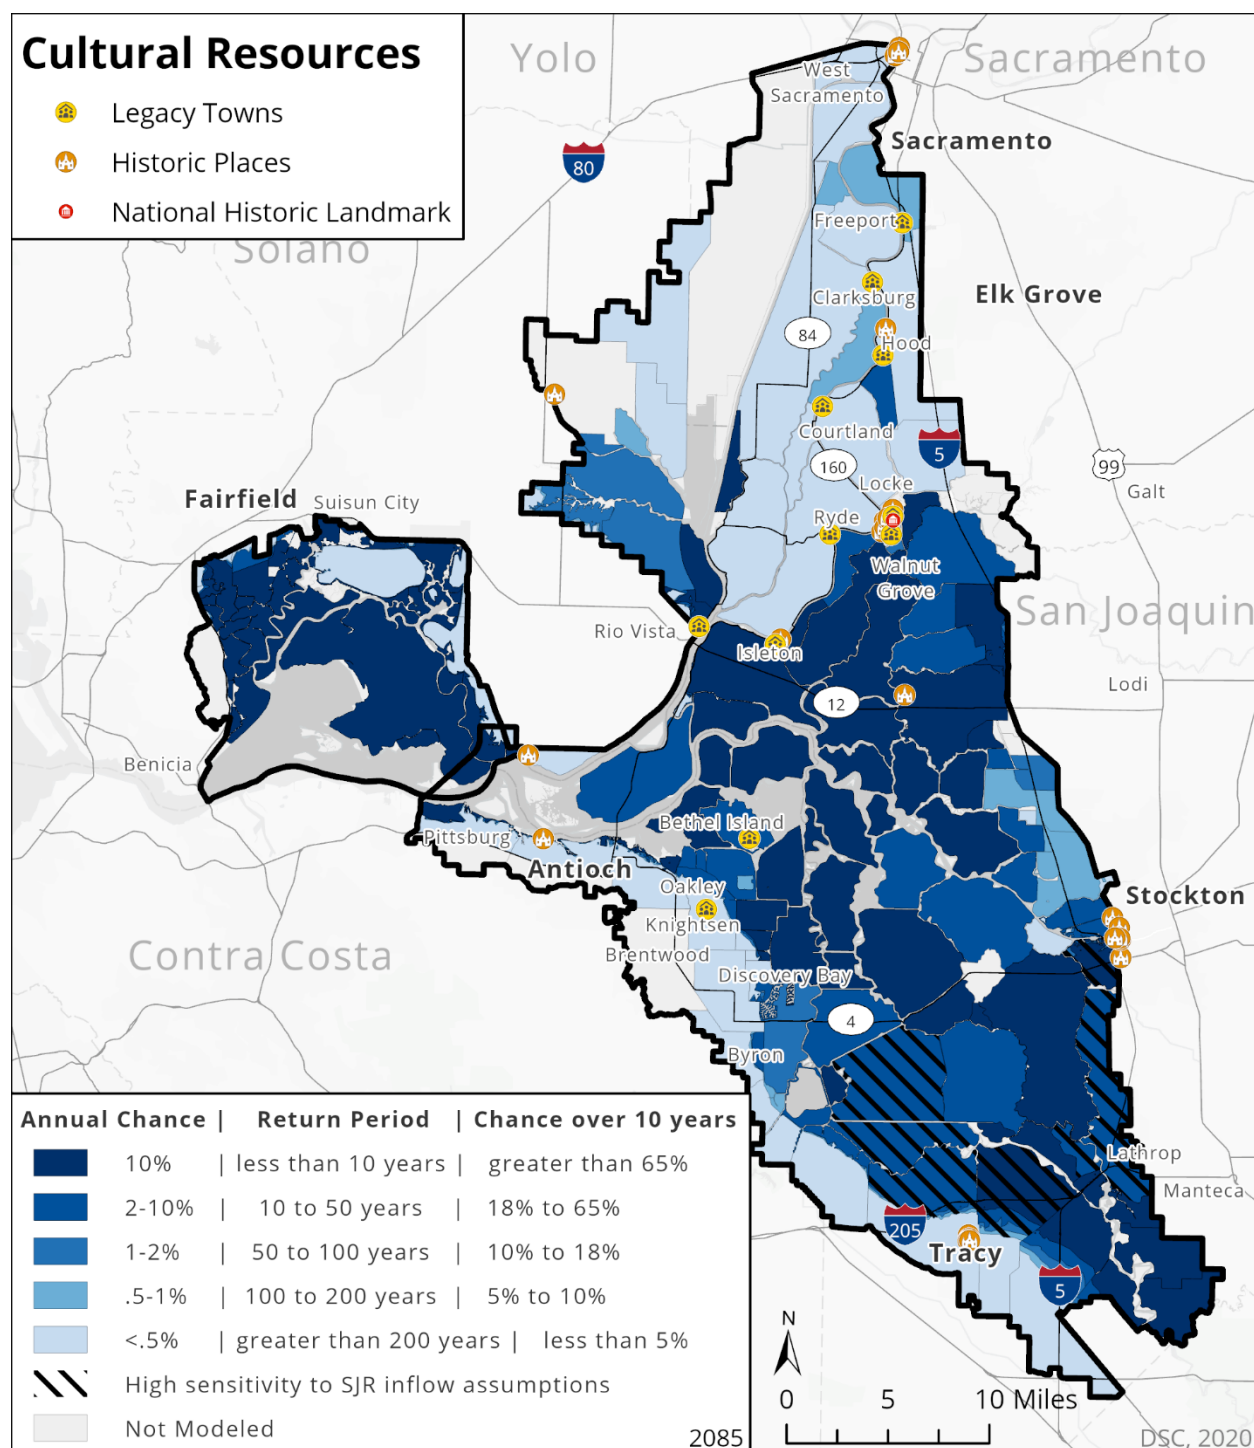 Cultural Resources
Legacy Towns
Historic Places
National Historic Landmark
Yolo
Sacramento
Solano
80
West
Sacramento
Sacramento
Freeport
Elk Grove
Clarksburg
84
Hood
Courtland
5
160
99
Galt
Locke
Fairfield
Suisun City
Ryde
Walnut
Grove
San Joaquin
Rio Vista
Isleton
Lodi
12
Benicia
Bethel Island
Pittsburg
Antioch
Oakley
Stockton
Knightsen
Contra Costa
Brentwood
Discovery Bay
4
Byron
Lathrop
Manteca
205
Tracy
5
Annual Chance | Return Period | Chance over 10 years
10% | less than 10 years | greater than 65%
2-10% | 10 to 50 years | 18% to 65%
1-2% | 50 to 100 years | 10% to 18%
.5-1% | 100 to 200 years | 5% to 10%
<.5% | greater than 200 years | less than 5%
High sensitivity to SJR inflow assumptions
Not Modeled
N
0 5 10 Miles
2085
DSC, 2020